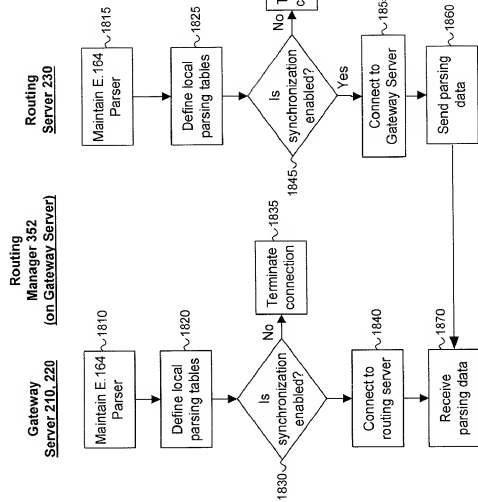 Gateway
Server 210, 220
Routing
Manager 352
(on Gateway Server)
Routing
Server 230
1810
Maintain E.164
Parser
1820
Define local
parsing tables
1830
Is
synchronization
enabled?
No
1835
Terminate
connection
1840
Connect to
routing server
1870
Receive
parsing data
1815
Maintain E.164
Parser
1825
Define local
parsing tables
1845
Is
synchronization
enabled?
No
Yes
Connect to
Gateway Server
1860
Send parsing
data